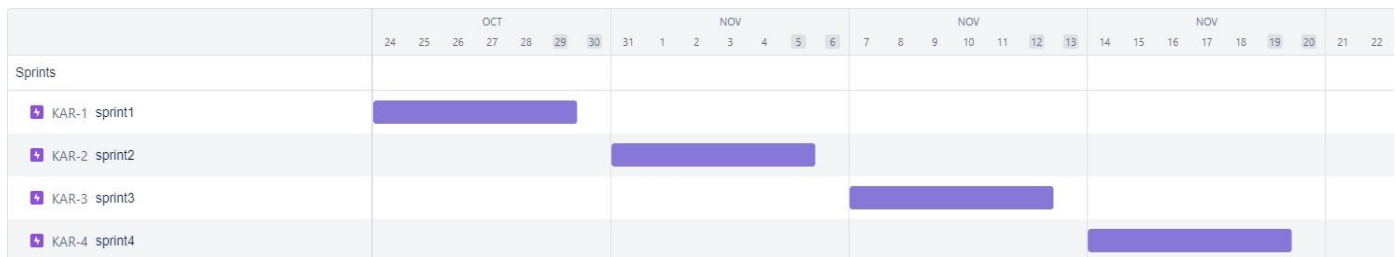 OCT NOV NOV NOV
24 25 26 27 28 29 30 31 1 2 3 4 5 6 7 8 9 10 11 12 13 14 15 16 17 18 19 20 21 22
Sprints
KAR-1 sprint1
KAR-2 sprint2
KAR-3 sprint3
KAR-4 sprint4